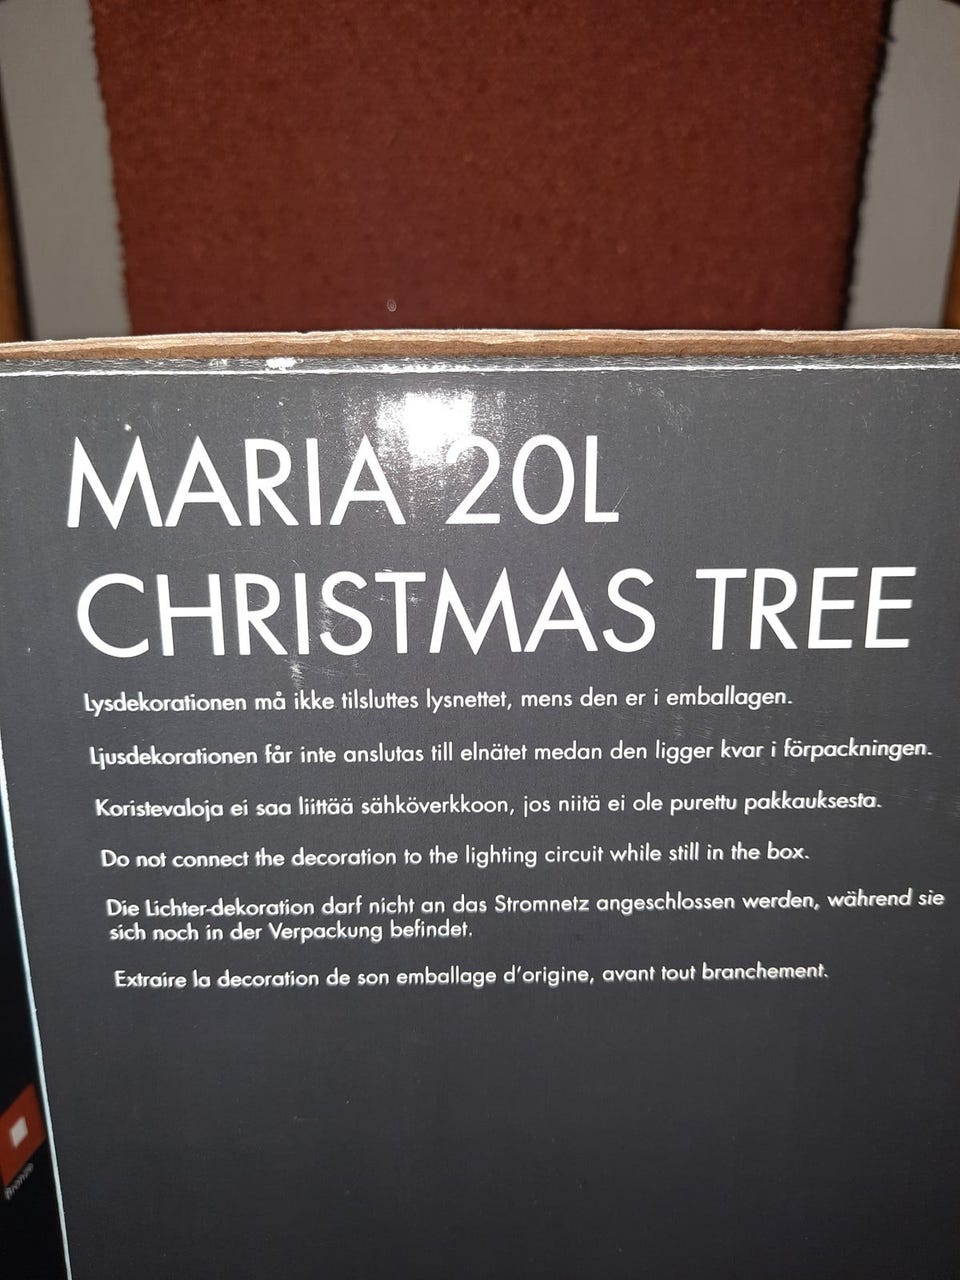 MARIA 20L
CHRISTMAS TREE
Lysdekorationen må ikke tilsluttes lysnettet, mens den er i emballagen.
Ljusdekorationen får inte anslutas till elnätet medan den ligger kvar i förpackningen.
Koristevaloja ei saa liittää sähköverkkoon, jos niitä ei ole purettu pakkauksesta.
Do not connect the decoration to the lighting circuit while still in the box.
Die Lichter-dekoration darf nicht an das Stromnetz angeschlossen werden, während sie
sich noch in der Verpackung befindet.
Extraire la decoration de son emballage d'origine, avant tout branchement.
Bronze